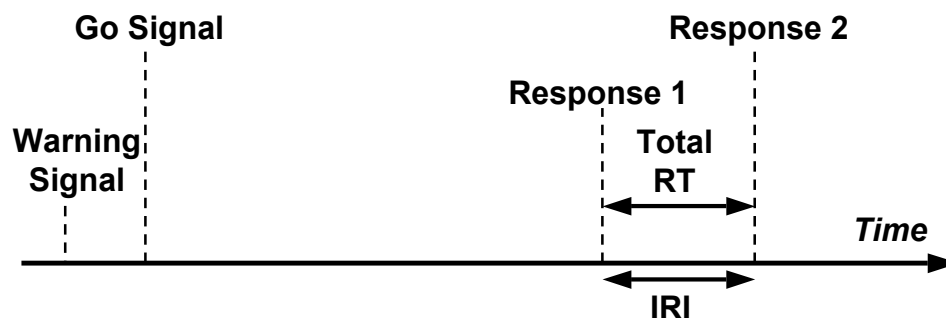 Go Signal
Response 2
Response 1
Warning
Signal
Total
RT
Time
IRI